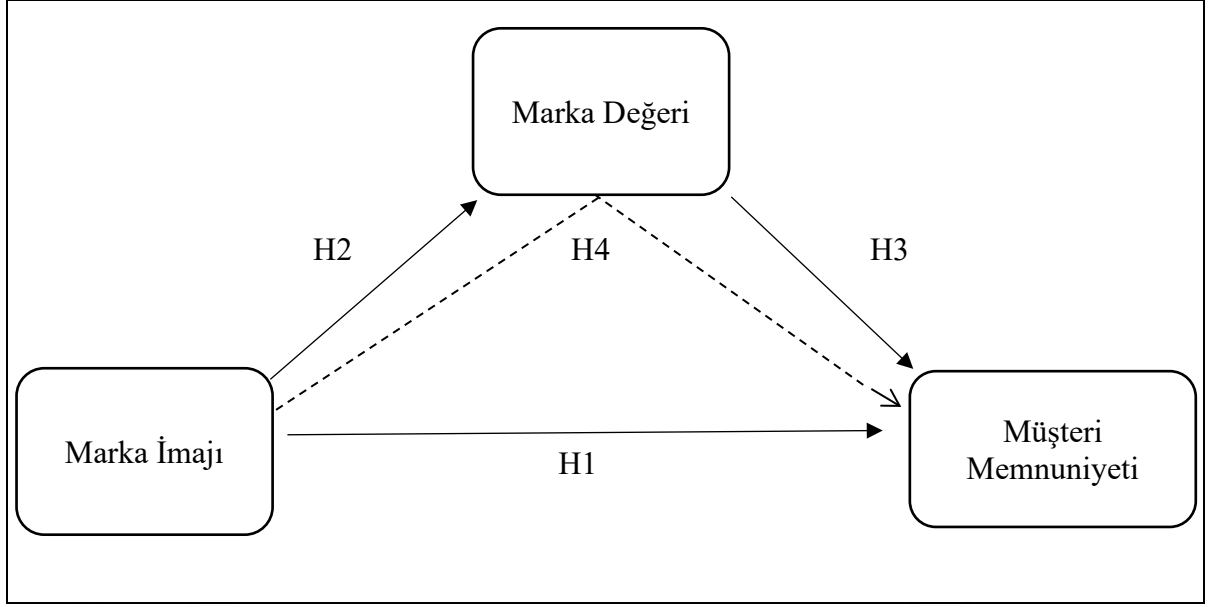 Marka Değeri
H2
H4
H3
Marka İmajı
H1
Müşteri
Memnuniyeti